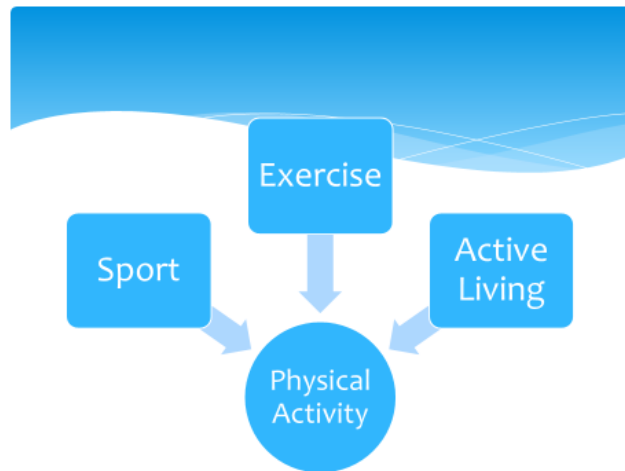 Exercise
Sport
Active
Living
Physical
Activity